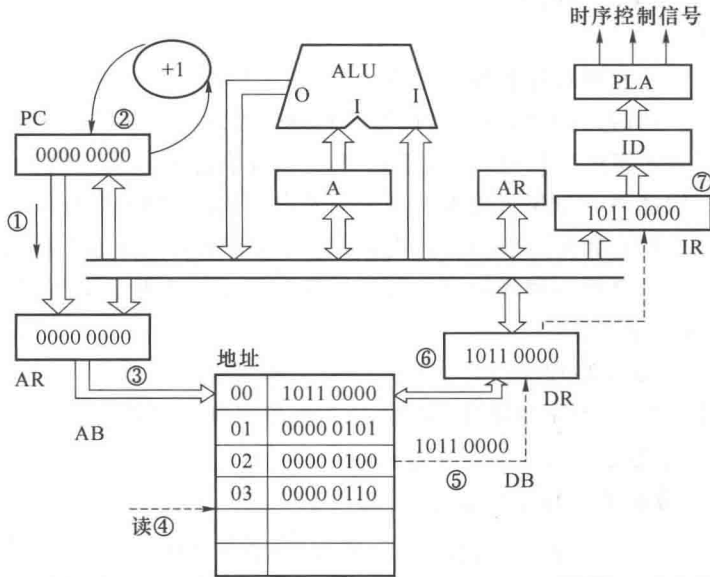 时序控制信号
+1
ALU
O
I
I
PLA
PC
②
ID
0000 0000
A
AR
⑦
①
1011 0000
IR
0000 0000
⑥
1011 0000
AR
③
地址
DR
AB
00 1011 0000
01 0000 0101
1011 0000
02 0000 0100
⑤
DB
03 0000 0110
读④